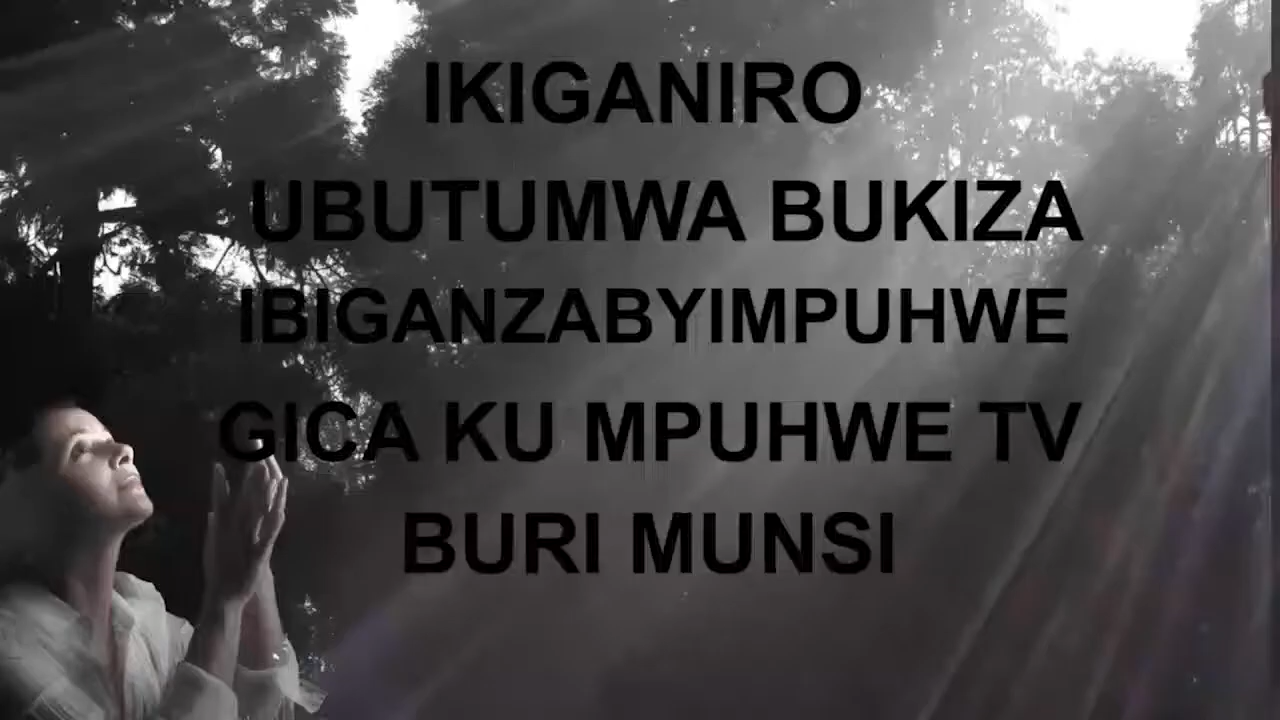 IKIGANIRO
UBUTUMWA BUKIZA
IBIGANZABYIMPUHWE
GICA KU MPUHWE TV
BURI MUNSI